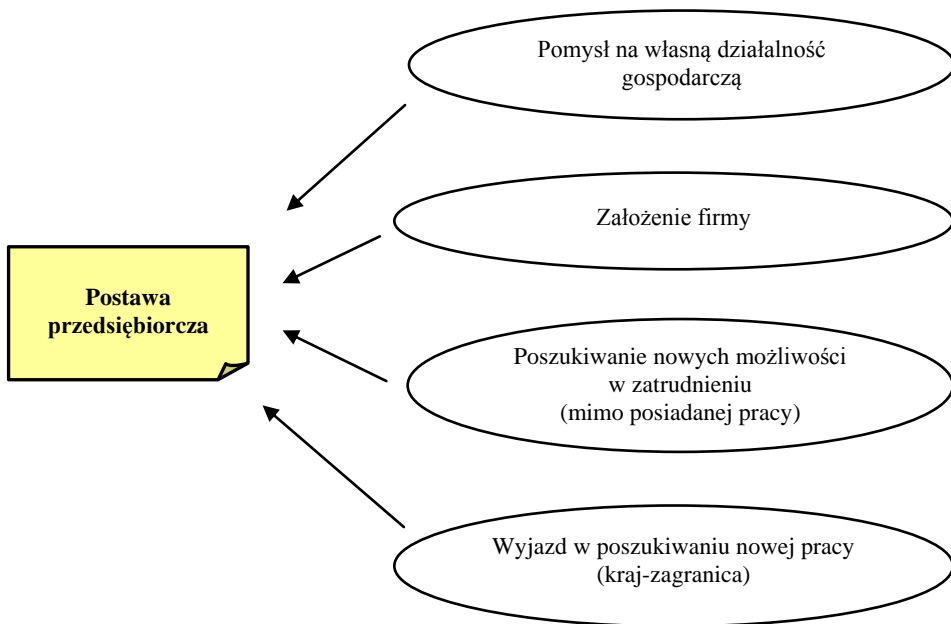 Pomysł na własną działalność
gospodarczą
Założenie firmy
Postawa
przedsiębiorcza
Poszukiwanie nowych możliwości
w zatrudnieniu
(mimo posiadanej pracy)
Wyjazd w poszukiwaniu nowej pracy
(kraj-zagranica)